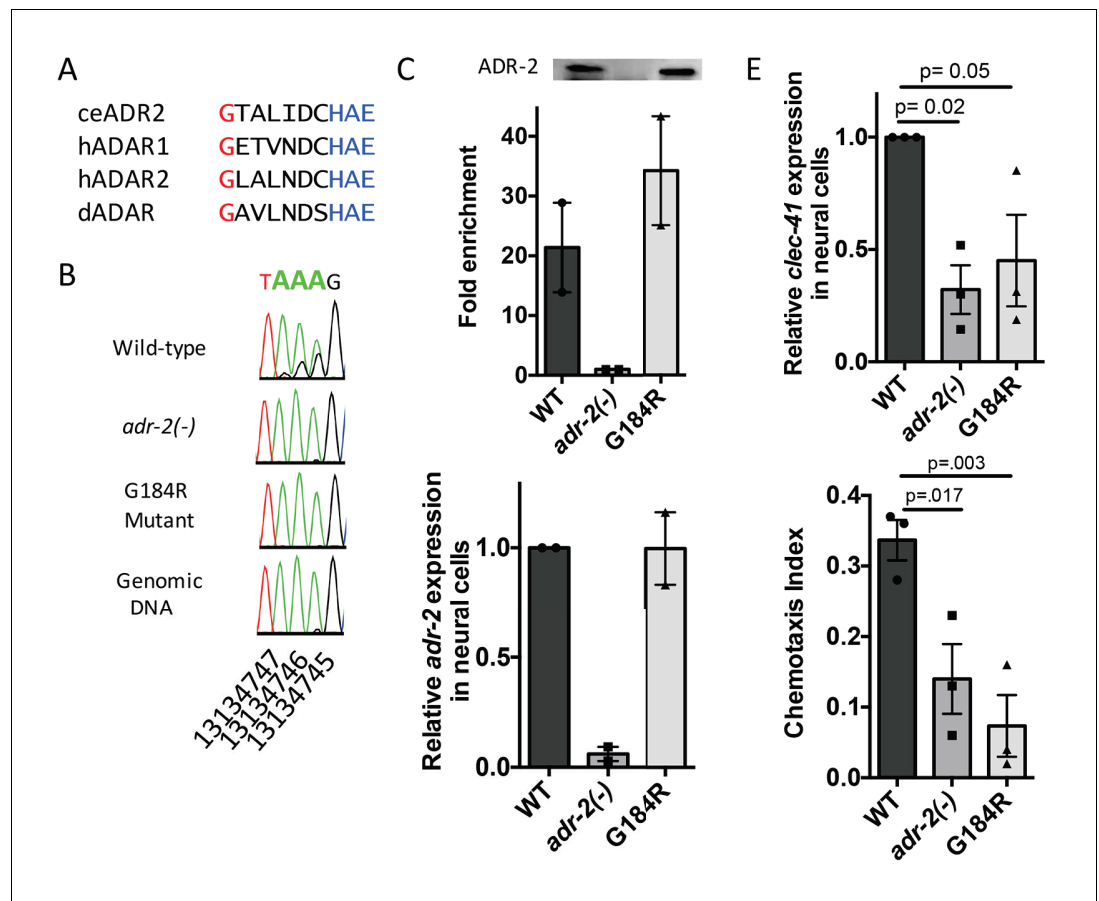 A
ceADR2 GTALIDCHAE
hADAR1 GETVNDCHAE
hADAR2 GLALNDCHAE
dADAR GAVLNDSHAE
B
TAAAG
Wild-type
adr-2(-)
G184R
Mutant
Genomic
DNA
13134747
13134746
13134745
C
ADR-2
Fold enrichment
40
30
20
10
0
WT
adr-2(-)
G184R
Relative adr-2 expression
in neural cells
1.0
0.5
0.0
WT
adr-2(-)
G184R
E
p= 0.05
p= 0.02
Relative clec-41 expression
in neural cells
1.0
0.5
0.0
WT
adr-2(-)
G184R
p=.003
p=.017
Chemotaxis Index
0.4
0.3
0.2
0.1
0.0
WT
adr-2(-)
G184R